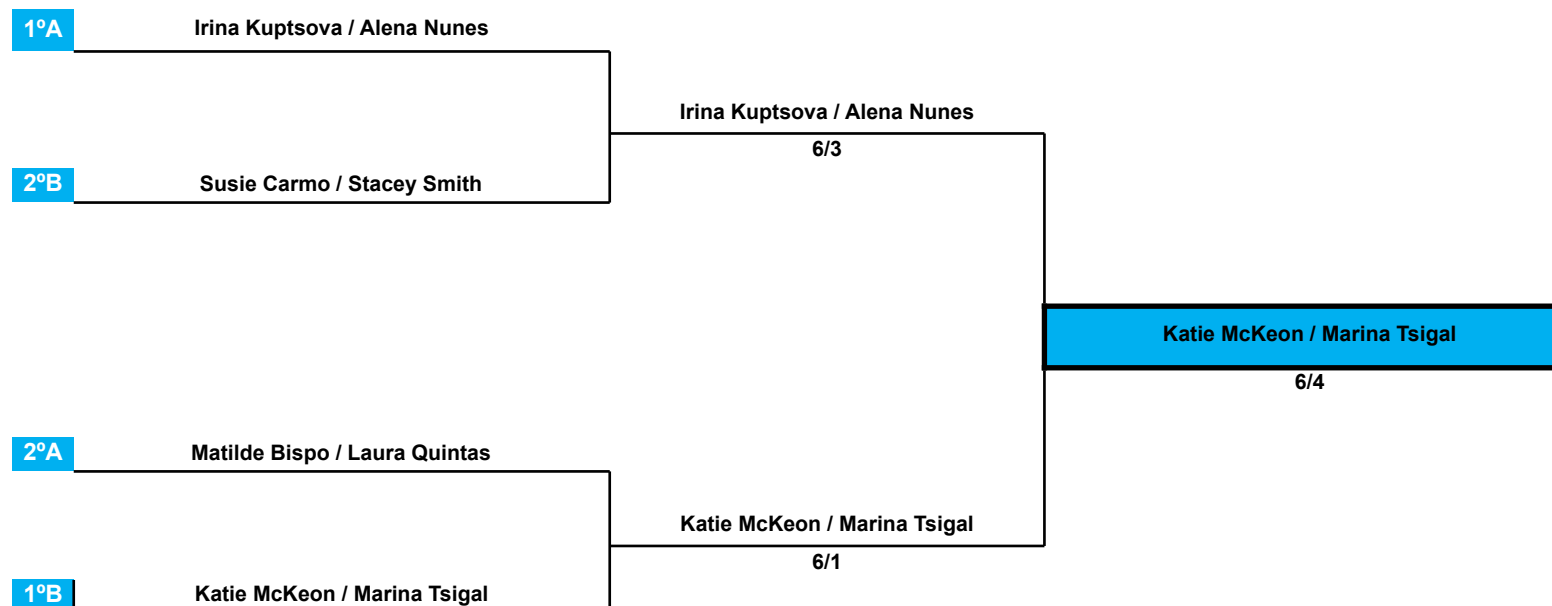 1ºA
Irina Kuptsova / Alena Nunes
Irina Kuptsova / Alena Nunes
6/3
2ºB
Susie Carmo / Stacey Smith
Katie McKeon / Marina Tsigal
6/4
2ºA
Matilde Bispo / Laura Quintas
Katie McKeon / Marina Tsigal
6/1
1ºB
Katie McKeon / Marina Tsigal